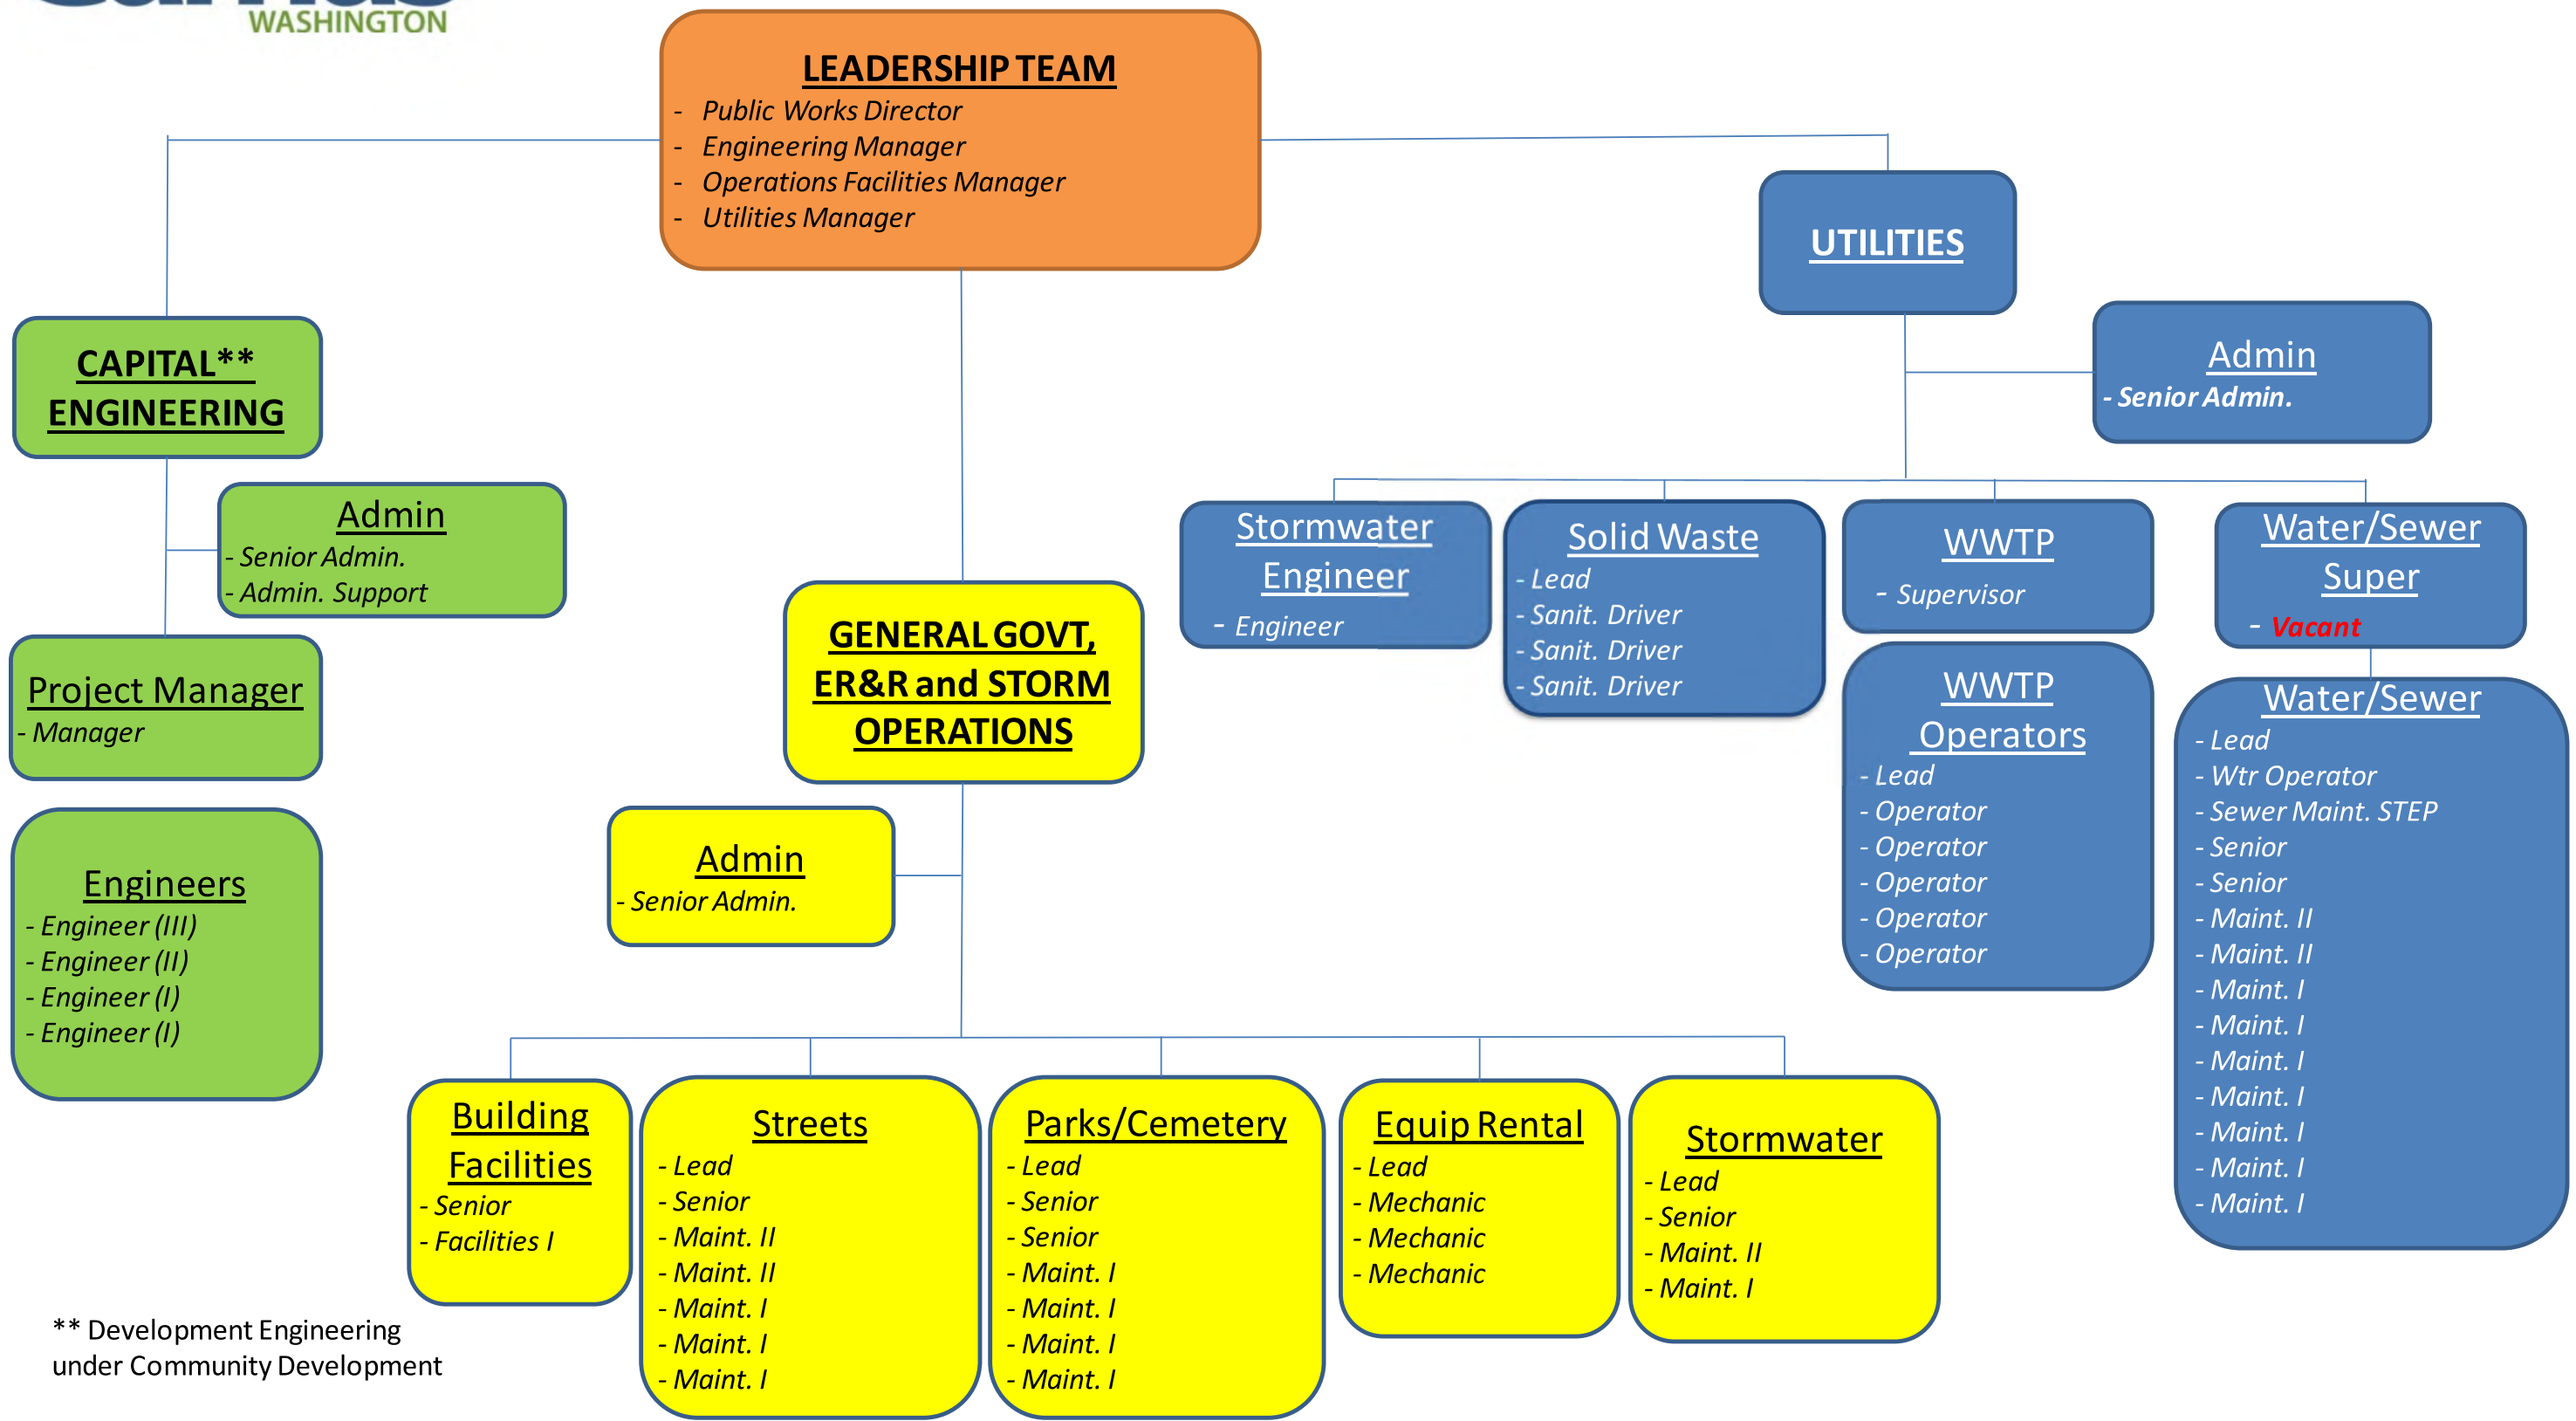 WASHINGTON
LEADERSHIP TEAM
- Public Works Director
- Engineering Manager
- Operations Facilities Manager
- Utilities Manager
UTILITIES
Admin
- Senior Admin.
CAPITAL**
ENGINEERING
Admin
- Senior Admin.
- Admin. Support
Project Manager
- Manager
Engineers
- Engineer (III)
- Engineer (II)
- Engineer (I)
- Engineer (I)
GENERAL GOVT,
ER&R and STORM
OPERATIONS
Admin
- Senior Admin.
Stormwater
Engineer
- Engineer
Solid Waste
- Lead
- Sanit. Driver
- Sanit. Driver
- Sanit. Driver
WWTP
- Supervisor
WWTP
Operators
- Lead
- Operator
- Operator
- Operator
- Operator
- Operator
Water/Sewer
Super
- Vacant
Water/Sewer
- Lead
- Wtr Operator
- Sewer Maint. STEP
- Senior
- Senior
- Maint. II
- Maint. II
- Maint. I
- Maint. I
- Maint. I
- Maint. I
- Maint. I
- Maint. I
- Maint. I
Building
Facilities
- Senior
- Facilities I
Streets
- Lead
- Senior
- Maint. II
- Maint. II
- Maint. I
- Maint. I
- Maint. I
Parks/Cemetery
- Lead
- Senior
- Senior
- Maint. I
- Maint. I
- Maint. I
- Maint. I
Equip Rental
- Lead
- Mechanic
- Mechanic
- Mechanic
Stormwater
- Lead
- Senior
- Maint. II
- Maint. I
** Development Engineering
under Community Development